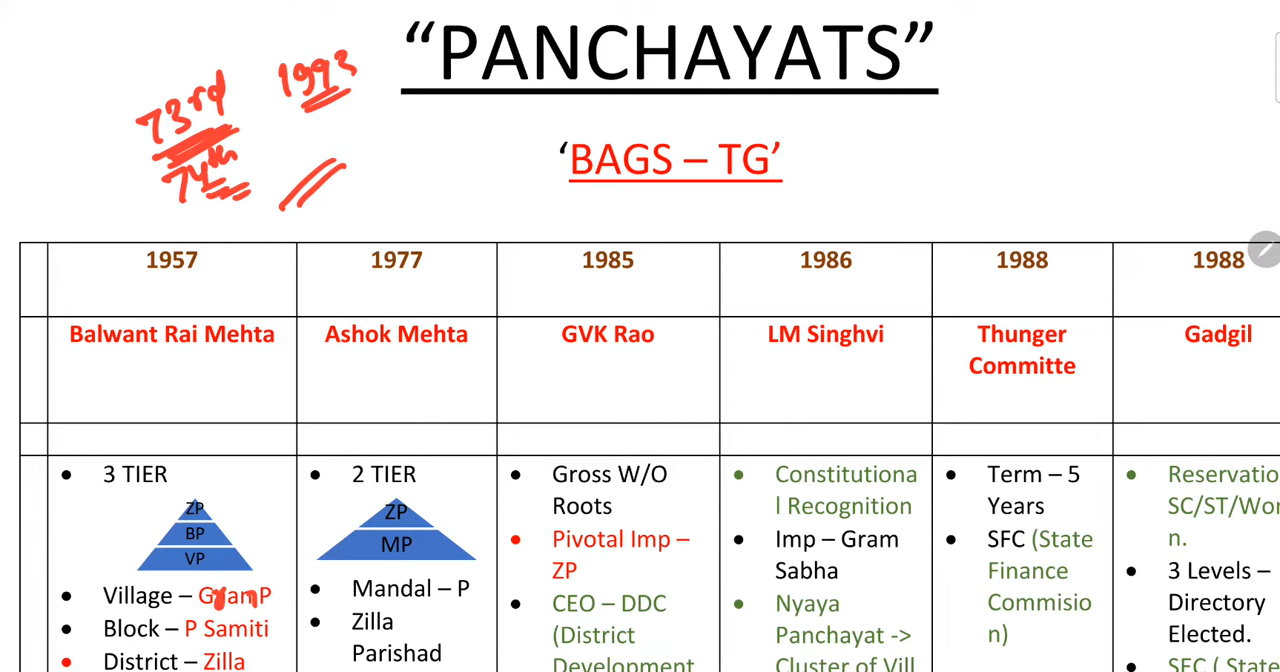 “PANCHAYATS”
73rd 1993
74th
‘BAGS – TG’
1957
1977
1985
1986
1988
1988
Balwant Rai Mehta
Ashok Mehta
GVK Rao
LM Singhvi
Thunger
Committe
Gadgil
• 3 TIER
ZP
BP
VP
• Village – Gram P
• Block – P Samiti
• District – Zilla
• 2 TIER
ZP
MP
• Mandal – P
• Zilla
Parishad
• Gross W/O
Roots
• Pivotal Imp –
ZP
• CEO – DDC
(District
Development
• Constitutiona
l Recognition
• Imp – Gram
Sabha
• Nyaya
Panchayat ->
Cluster of Vill
• Term – 5
Years
• SFC (State
Finance
Commisio
n)
• Reservatio
SC/ST/Wor
n.
• 3 Levels –
Directory
Elected.
• SFC ( State